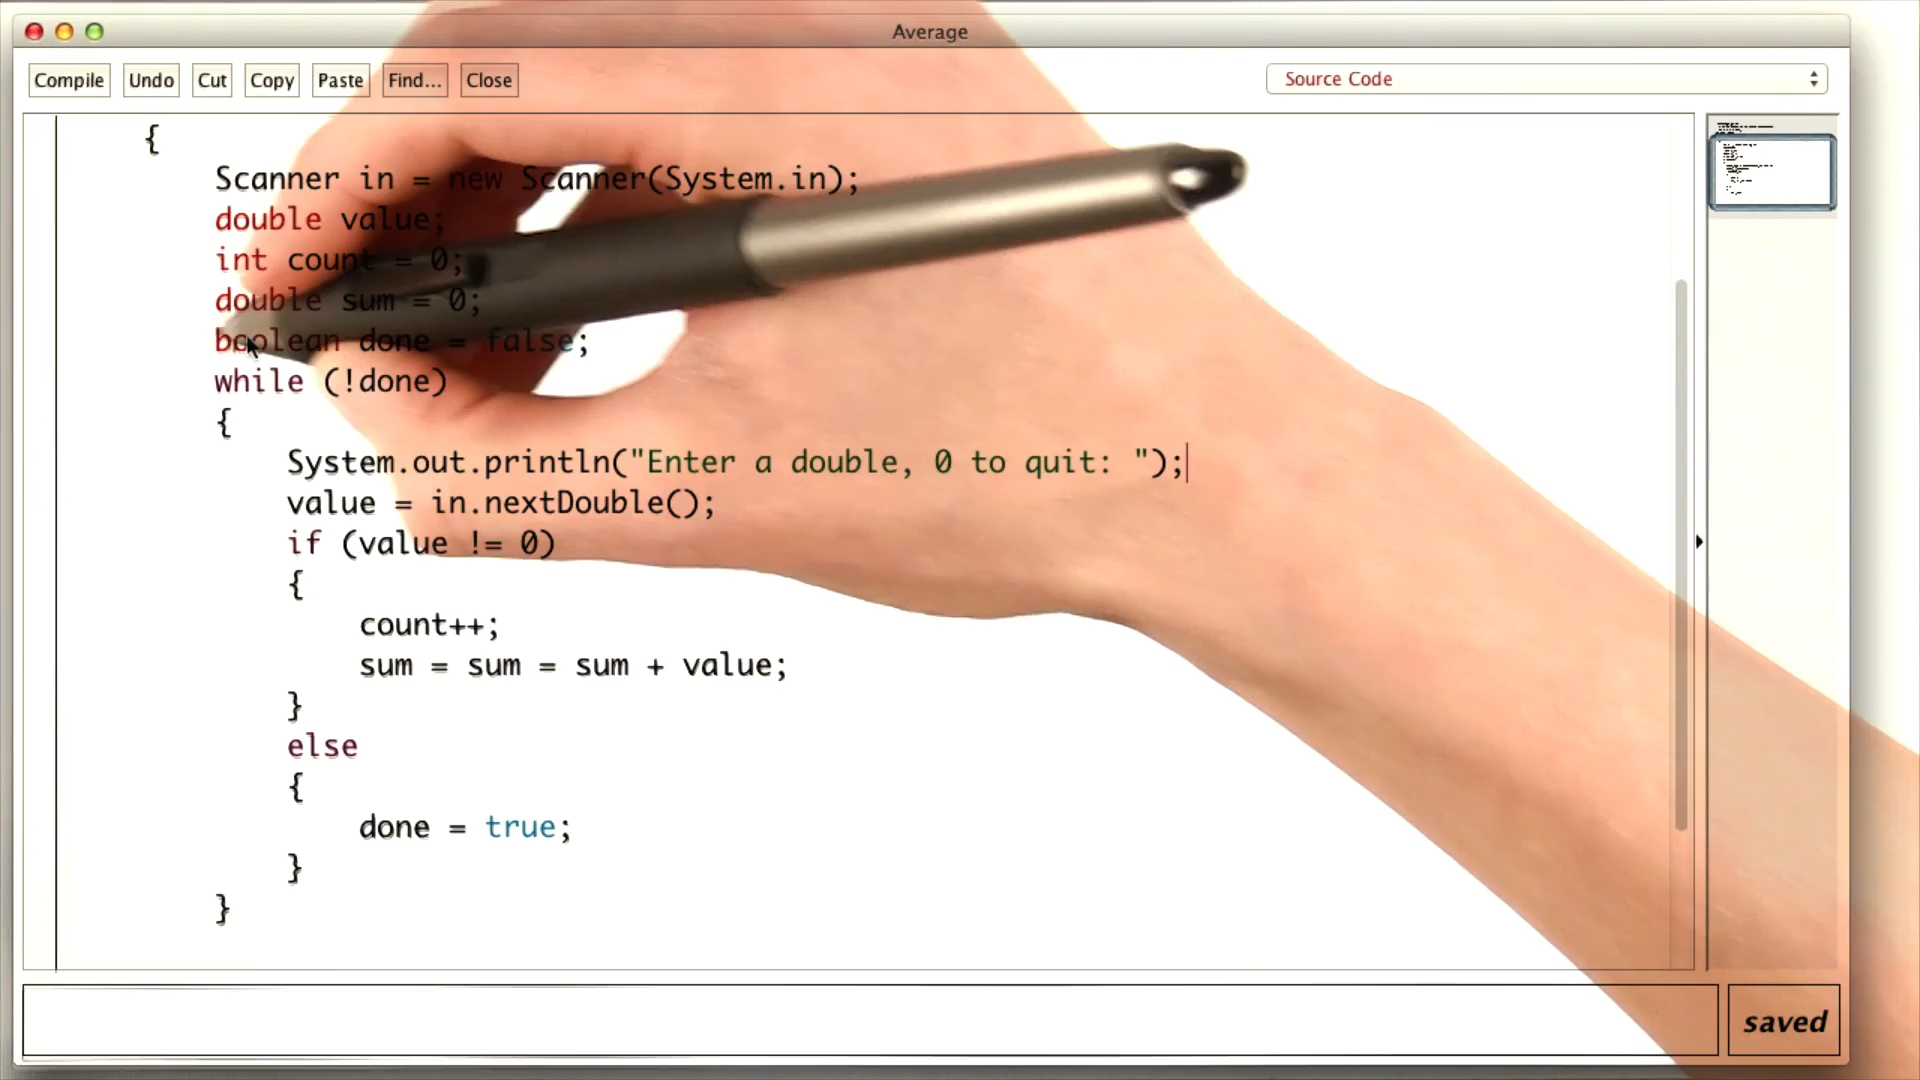 Average
Compile Undo Cut Copy Paste Find... Close Source Code
{
Scanner in = new Scanner(System.in);
double value;
int count = 0;
double sum = 0;
boolean done = false;
while (!done)
{
System.out.println("Enter a double, 0 to quit: ");
value = in.nextDouble();
if (value != 0)
{
count++;
sum = sum = sum + value;
}
else
{
done = true;
}
}
saved